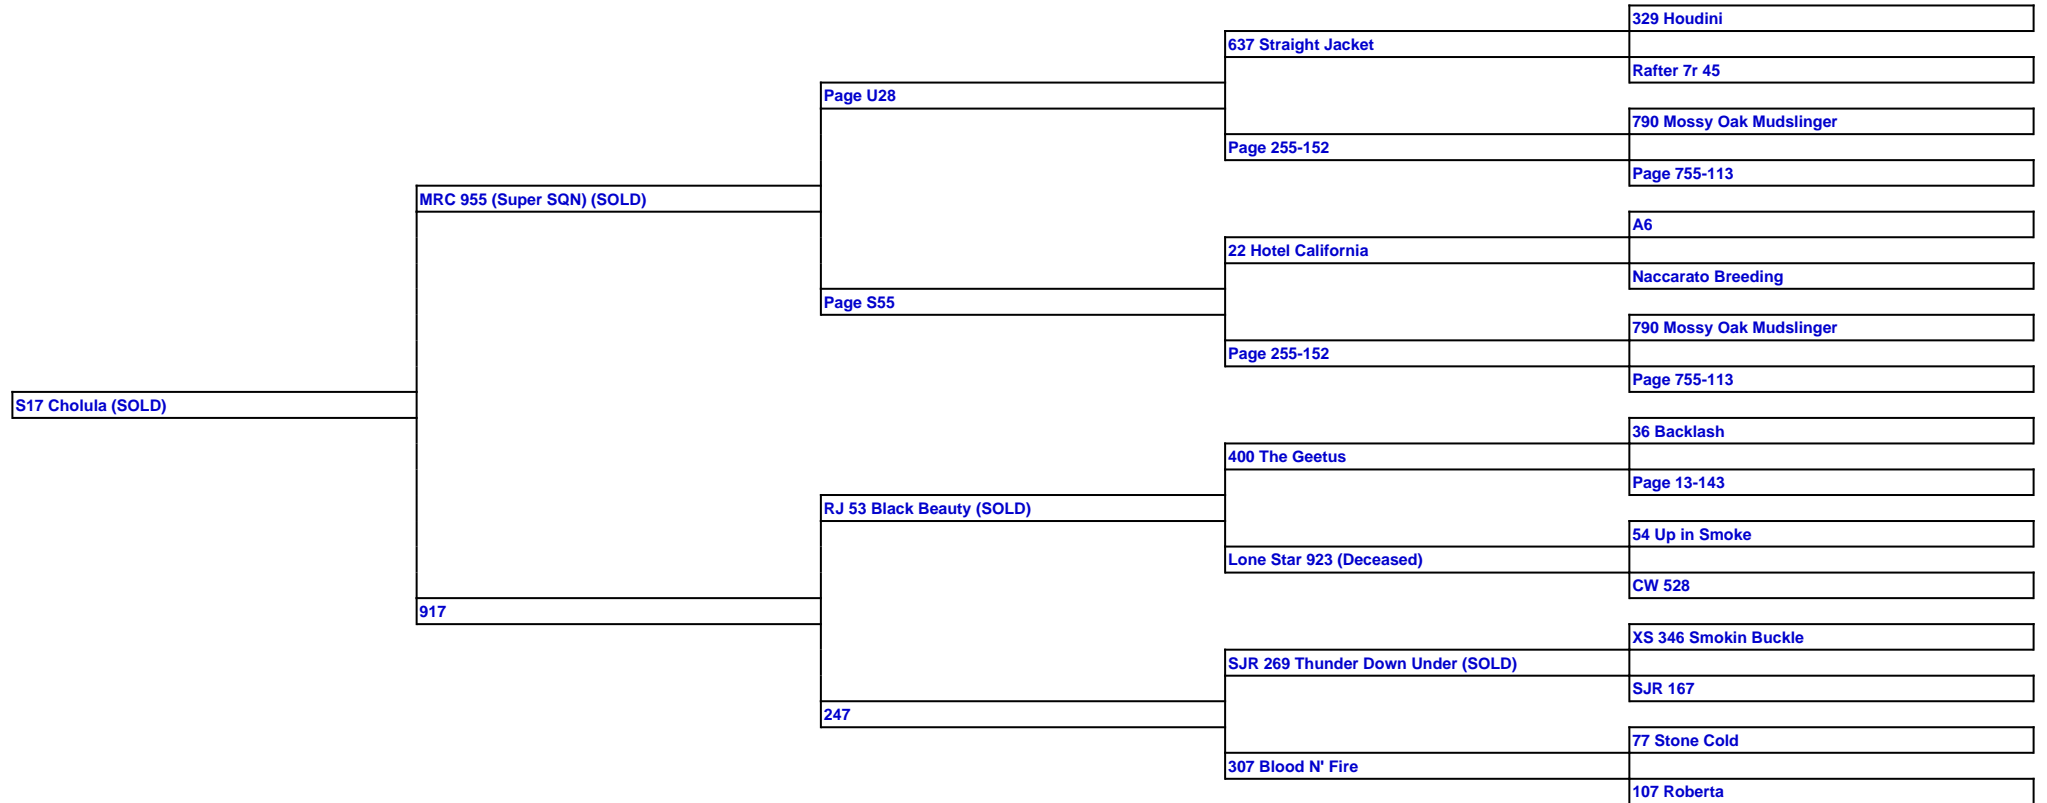 329 Houdini
637 Straight Jacket
Rafter 7r 45
Page U28
790 Mossy Oak Mudslinger
Page 255-152
Page 755-113
MRC 955 (Super SQN) (SOLD)
A6
22 Hotel California
Naccarato Breeding
Page S55
790 Mossy Oak Mudslinger
Page 255-152
Page 755-113
S17 Cholula (SOLD)
36 Backlash
400 The Geetus
Page 13-143
RJ 53 Black Beauty (SOLD)
54 Up in Smoke
Lone Star 923 (Deceased)
CW 528
917
XS 346 Smokin Buckle
SJR 269 Thunder Down Under (SOLD)
SJR 167
247
77 Stone Cold
307 Blood N' Fire
107 Roberta